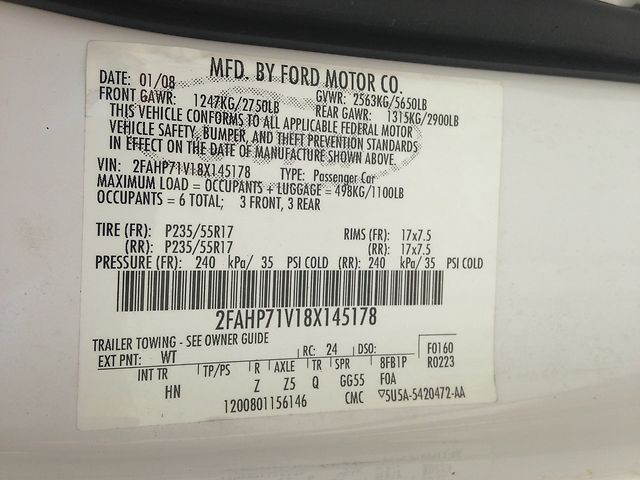 MFD. BY FORD MOTOR CO.
DATE: 01/08 GVWR: 2563KG/5650LB
FRONT GAWR: 1247KG/2750LB REAR GAWR: 1315KG/2900LB
THIS VEHICLE CONFORMS TO ALL APPLICABLE FEDERAL MOTOR
VEHICLE SAFETY, BUMPER, AND THEFT PREVENTION STANDARDS
IN EFFECT ON THE DATE OF MANUFACTURE SHOWN ABOVE.
VIN: 2FAHP71V18X145178 TYPE: Passenger Car
MAXIMUM LOAD = OCCUPANTS + LUGGAGE = 498KG/1100LB
OCCUPANTS = 6 TOTAL; 3 FRONT, 3 REAR
TIRE (FR): P235/55R17 RIMS (FR): 17x7.5
(RR): P235/55R17 (RR): 17x7.5
PRESSURE (FR): 240 kPa/ 35 PSI COLD (RR): 240 kPa/ 35 PSI COLD
2FAHP71V18X145178
TRAILER TOWING - SEE OWNER GUIDE
EXT PNT: WT RC: 24 DSO: F0160
INT TR TP/PS R AXLE TR SPR 8FB1P R0223
HN Z Z5 Q GG55 F0A
1200801156146 CMC ▽5U5A-5420472-AA